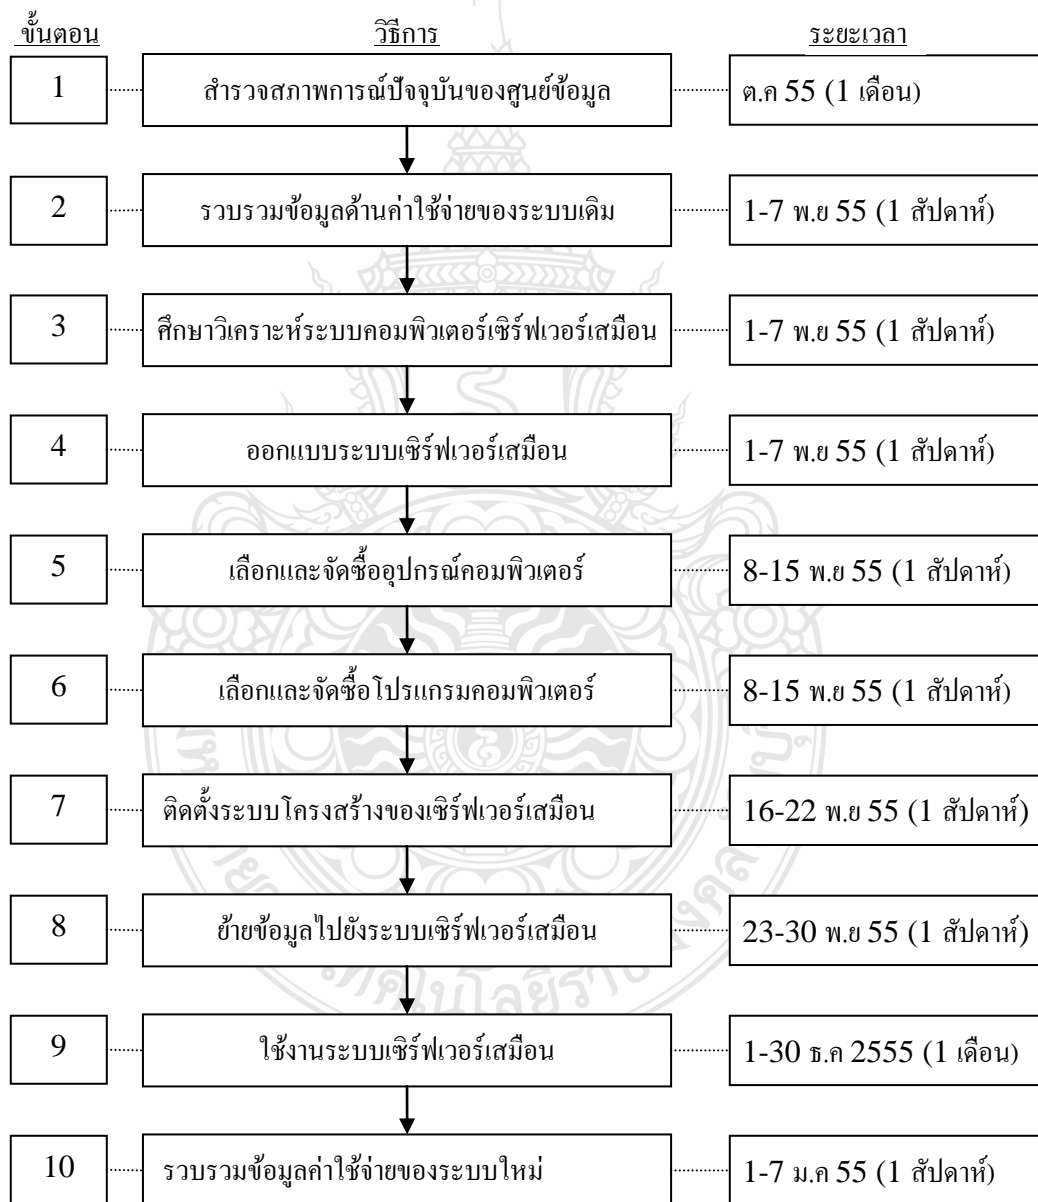 ขั้นตอน วิธีการ ระยะเวลา
1 สำรวจสภาพการณ์ปัจจุบันของศูนย์ข้อมูล ต.ค 55 (1 เดือน)
2 รวบรวมข้อมูลด้านค่าใช้จ่ายของระบบเดิม 1-7 พ.ย 55 (1 สัปดาห์)
3 ศึกษาวิเคราะห์ระบบคอมพิวเตอร์เซิร์ฟเวอร์เสมือน 1-7 พ.ย 55 (1 สัปดาห์)
4 ออกแบบระบบเซิร์ฟเวอร์เสมือน 1-7 พ.ย 55 (1 สัปดาห์)
5 เลือกและจัดซื้ออุปกรณ์คอมพิวเตอร์ 8-15 พ.ย 55 (1 สัปดาห์)
6 เลือกและจัดซื้อโปรแกรมคอมพิวเตอร์ 8-15 พ.ย 55 (1 สัปดาห์)
7 ติดตั้งระบบโครงสร้างของเซิร์ฟเวอร์เสมือน 16-22 พ.ย 55 (1 สัปดาห์)
8 ย้ายข้อมูลไปยังระบบเซิร์ฟเวอร์เสมือน 23-30 พ.ย 55 (1 สัปดาห์)
9 ใช้งานระบบเซิร์ฟเวอร์เสมือน 1-30 ธ.ค 2555 (1 เดือน)
10 รวบรวมข้อมูลค่าใช้จ่ายของระบบใหม่ 1-7 ม.ค 55 (1 สัปดาห์)